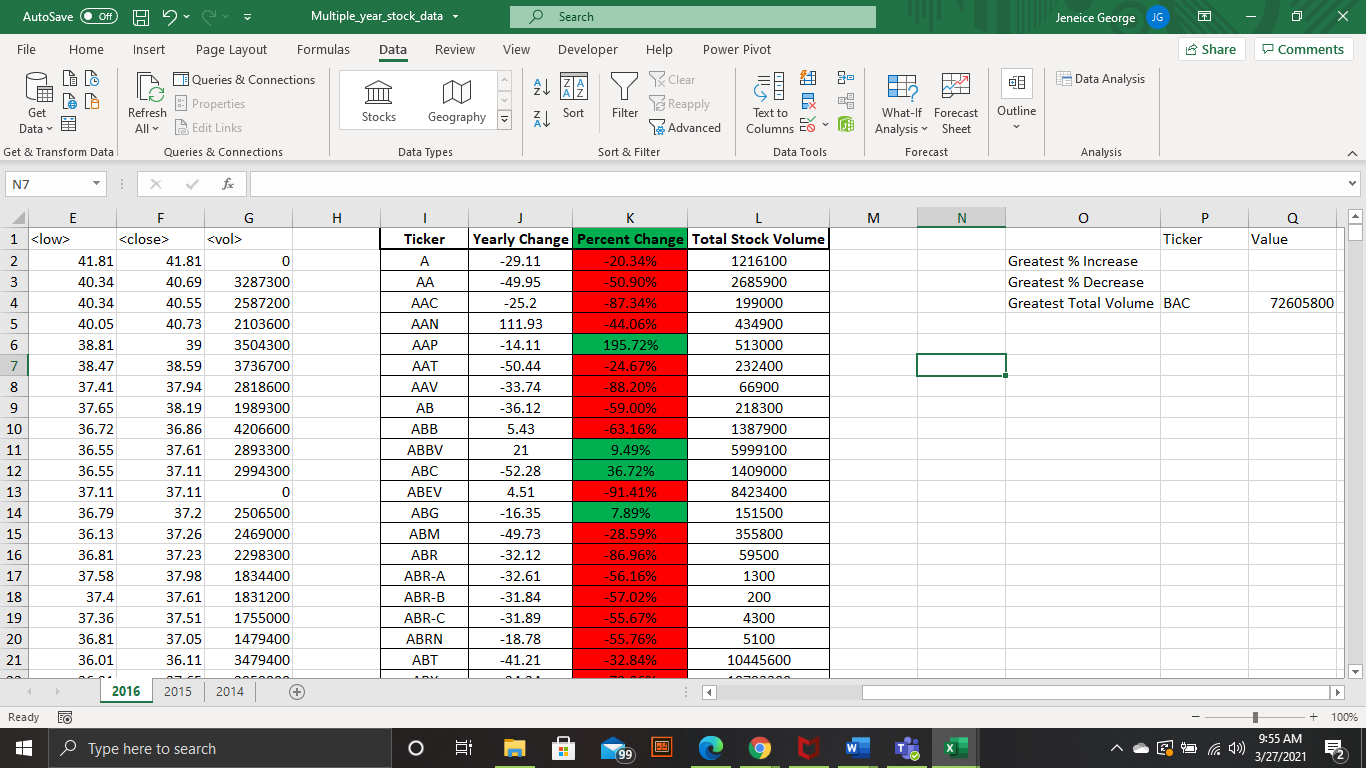 AutoSave Off Multiple_year_stock_data Search Jeneice George JG
File Home Insert Page Layout Formulas Data Review View Developer Help Power Pivot Share Comments
Get Data
Refresh All
Queries & Connections
Properties
Edit Links
Stocks
Geography
Sort
Filter
Clear
Reapply
Advanced
Text to Columns
What-If Analysis
Forecast Sheet
Outline
Data Analysis
Get & Transform Data Queries & Connections Data Types Sort & Filter Data Tools Forecast Analysis
N7 fx
E F G H I J K L M N O P Q
1 <low> <close> <vol> Ticker Yearly Change Percent Change Total Stock Volume Ticker Value
2 41.81 41.81 0 A -29.11 -20.34% 1216100 Greatest % Increase
3 40.34 40.69 3287300 AA -49.95 -50.90% 2685900 Greatest % Decrease
4 40.34 40.55 2587200 AAC -25.2 -87.34% 199000 Greatest Total Volume BAC 72605800
5 40.05 40.73 2103600 AAN 111.93 -44.06% 434900
6 38.81 39 3504300 AAP -14.11 195.72% 513000
7 38.47 38.59 3736700 AAT -50.44 -24.67% 232400
8 37.41 37.94 2818600 AAV -33.74 -88.20% 66900
9 37.65 38.19 1989300 AB -36.12 -59.00% 218300
10 36.72 36.86 4206600 ABB 5.43 -63.16% 1387900
11 36.55 37.61 2893300 ABBV 21 9.49% 5999100
12 36.55 37.11 2994300 ABC -52.28 36.72% 1409000
13 37.11 37.11 0 ABEV 4.51 -91.41% 8423400
14 36.79 37.2 2506500 ABG -16.35 7.89% 151500
15 36.13 37.26 2469000 ABM -49.73 -28.59% 355800
16 36.81 37.23 2298300 ABR -32.12 -86.96% 59500
17 37.58 37.98 1834400 ABR-A -32.61 -56.16% 1300
18 37.4 37.61 1831200 ABR-B -31.84 -57.02% 200
19 37.36 37.51 1755000 ABR-C -31.89 -55.67% 4300
20 36.81 37.05 1479400 ABRN -18.78 -55.76% 5100
21 36.01 36.11 3479400 ABT -41.21 -32.84% 10445600
2016 2015 2014
Ready 100%
Type here to search 99 9:55 AM
3/27/2021 2